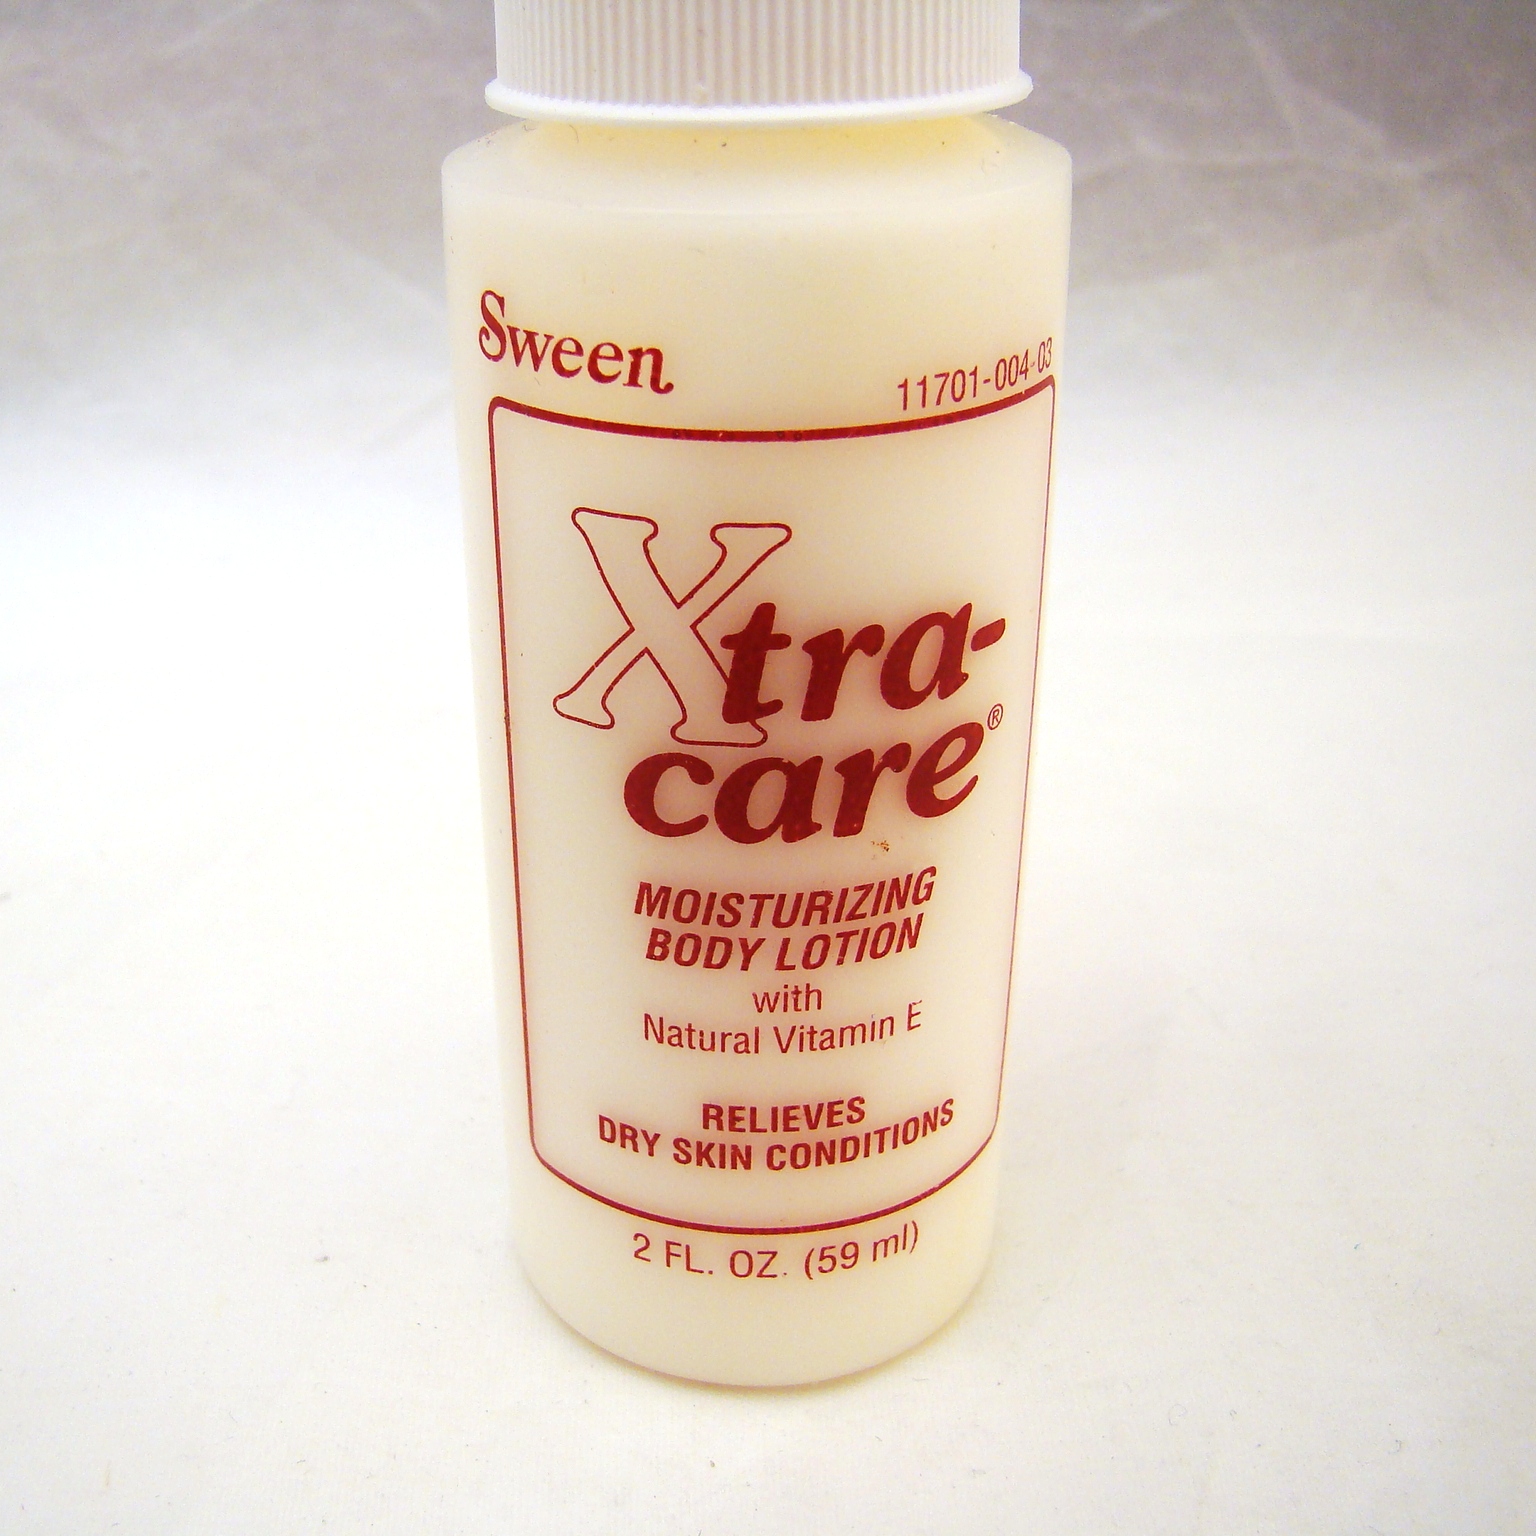 Sween
11701-004-03
Xtra-
care®
MOISTURIZING
BODY LOTION
with
Natural Vitamin E
RELIEVES
DRY SKIN CONDITIONS
2 FL. OZ. (59 ml)